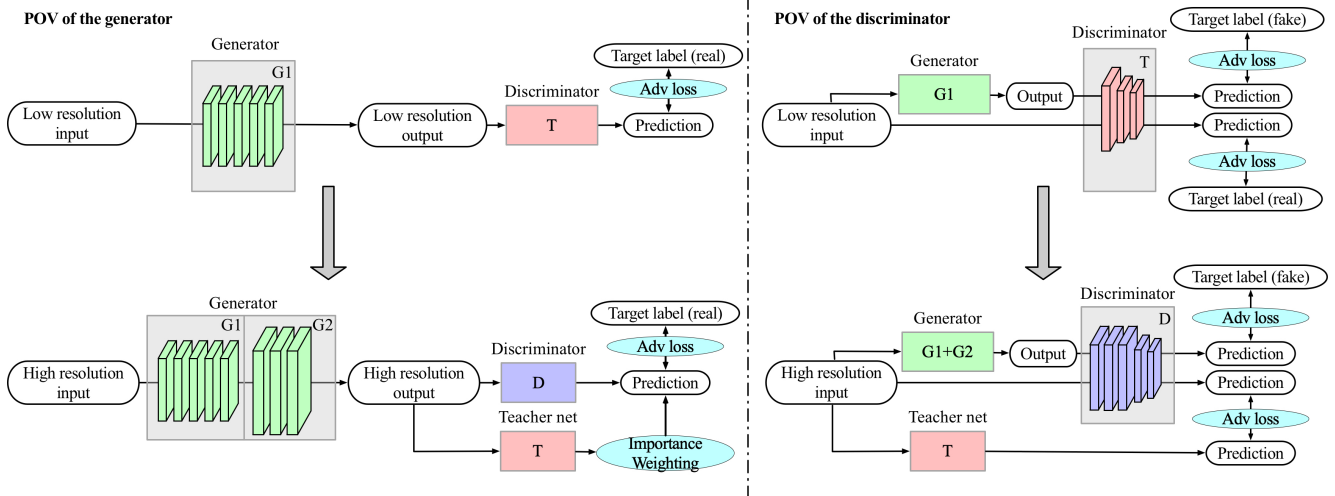 POV of the generator
Generator
G1
Low resolution
input
Low resolution
output
Discriminator
T
Target label (real)
Adv loss
Prediction
Generator
G1
G2
High resolution
input
High resolution
output
Discriminator
D
Teacher net
T
Target label (real)
Adv loss
Prediction
Importance
Weighting
POV of the discriminator
Low resolution
input
Generator
G1
Output
Discriminator
T
Target label (fake)
Adv loss
Prediction
Prediction
Adv loss
Target label (real)
High resolution
input
Generator
G1+G2
Output
Discriminator
D
Target label (fake)
Adv loss
Prediction
Prediction
Adv loss
Teacher net
T
Prediction